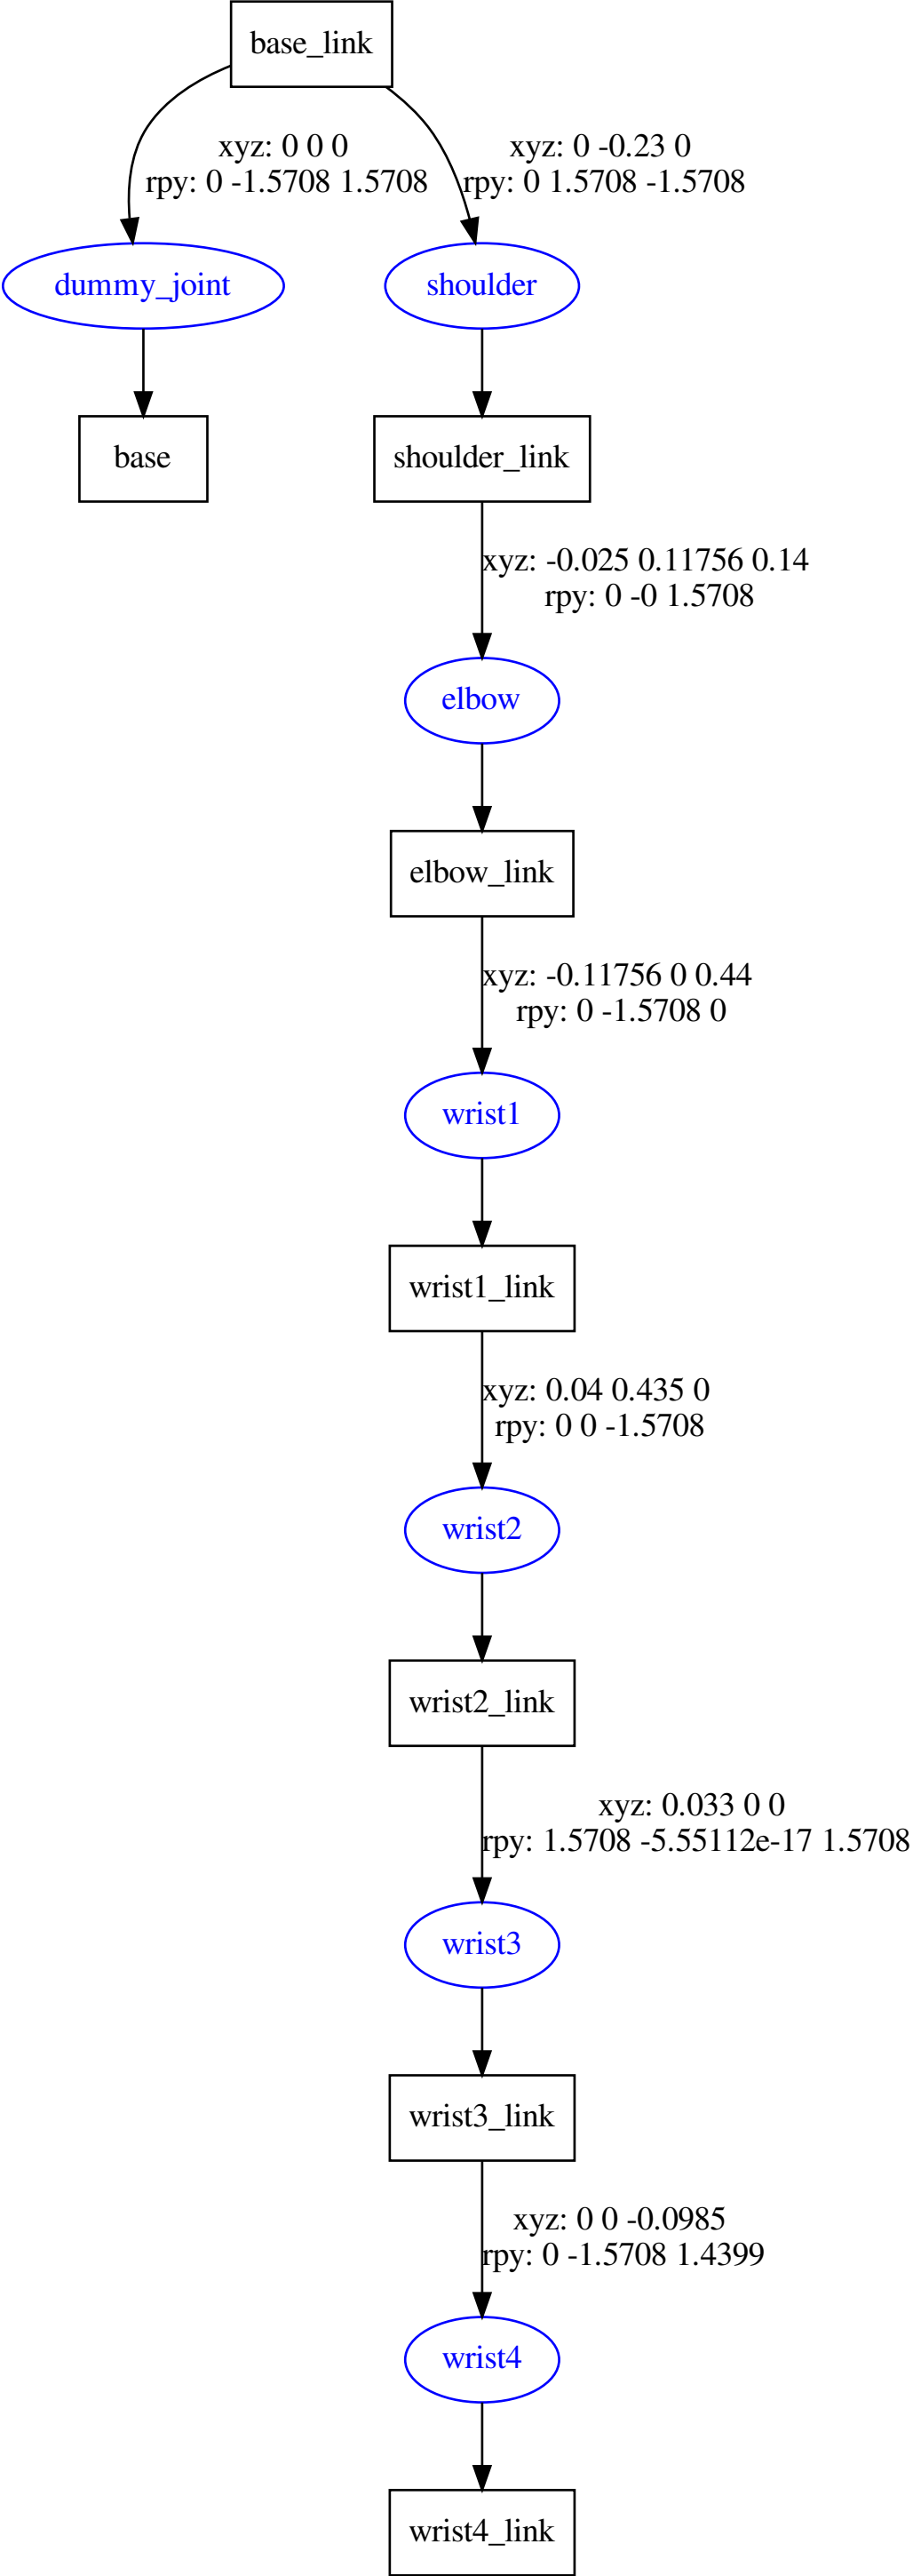 base_link
xyz: 0 0 0
rpy: 0 -1.5708 1.5708
xyz: 0 -0.23 0
rpy: 0 1.5708 -1.5708
dummy_joint
shoulder
base
shoulder_link
xyz: -0.025 0.11756 0.14
rpy: 0 -0 1.5708
elbow
elbow_link
xyz: -0.11756 0 0.44
rpy: 0 -1.5708 0
wrist1
wrist1_link
xyz: 0.04 0.435 0
rpy: 0 0 -1.5708
wrist2
wrist2_link
xyz: 0.033 0 0
rpy: 1.5708 -5.55112e-17 1.5708
wrist3
wrist3_link
xyz: 0 0 -0.0985
rpy: 0 -1.5708 1.4399
wrist4
wrist4_link